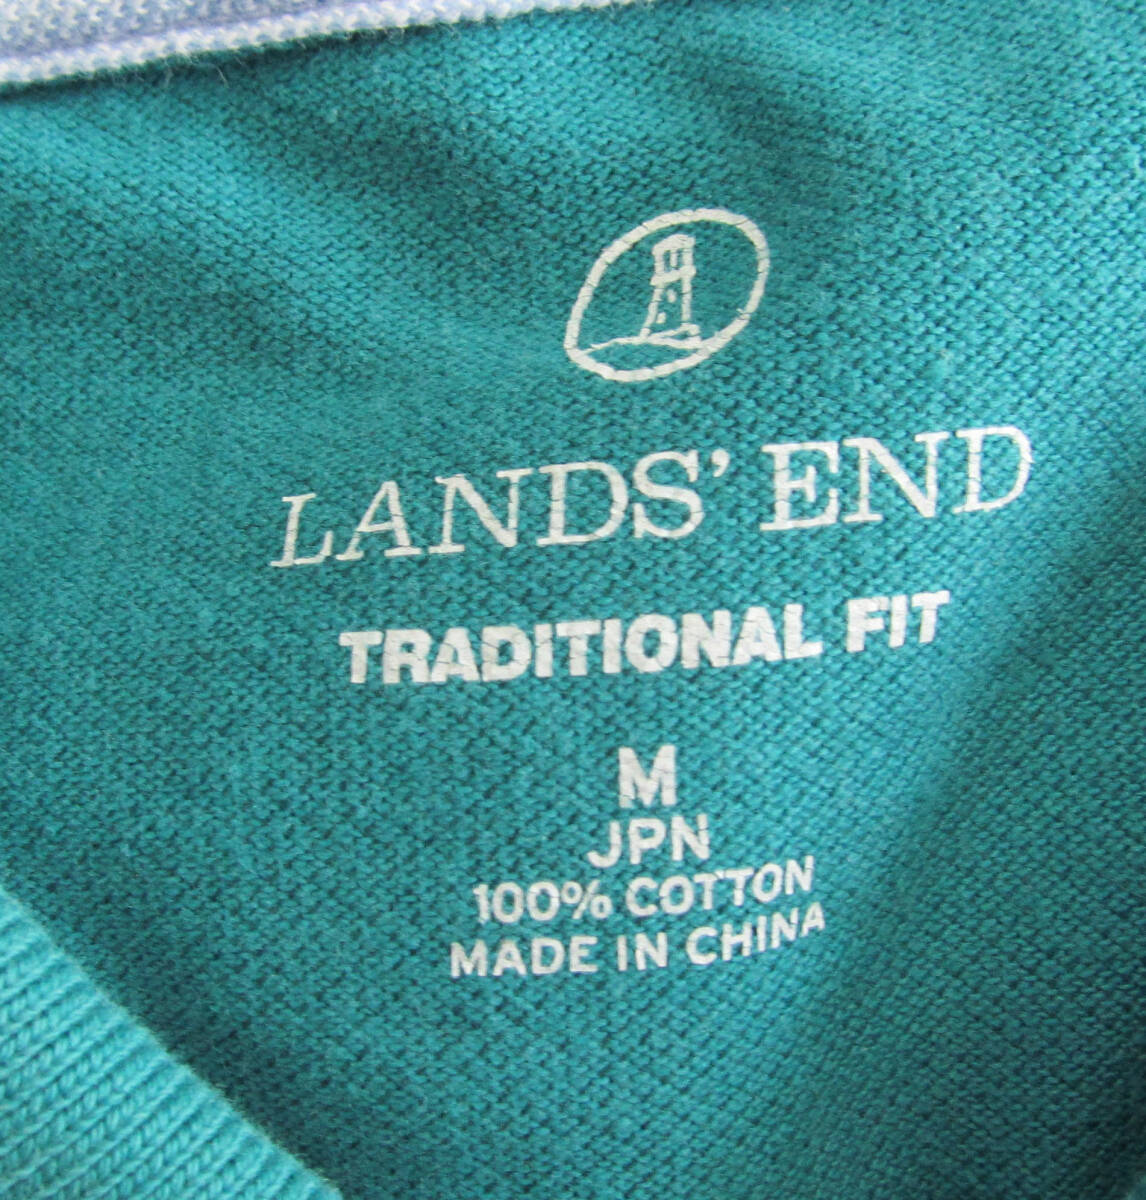 LANDS' END
TRADITIONAL FIT
M
JPN
100% COTTON
MADE IN CHINA